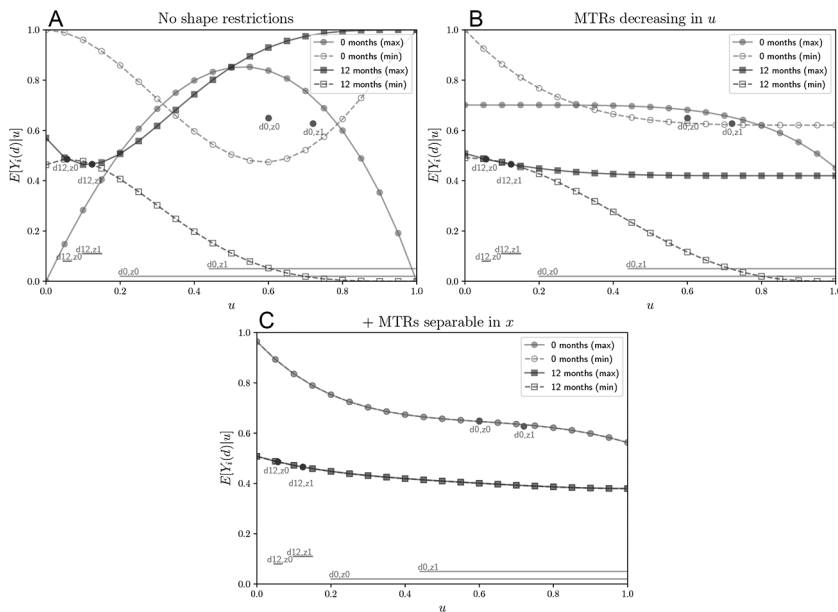 A
No shape restrictions
1.0
0.8
0.6
0.4
0.2
0.0
E[Y_i(d)|u]
0 months (max)
0 months (min)
12 months (max)
12 months (min)
d0,z0
d0,z1
d12,z0
d12,z1
d12,z1
d12,z0
d0,z1
d0,z0
0.0 0.2 0.4 0.6 0.8 1.0
u
B
MTRs decreasing in u
1.0
0.8
0.6
0.4
0.2
0.0
E[Y_i(d)|u]
0 months (max)
0 months (min)
12 months (max)
12 months (min)
d0,z0
d0,z1
d12,z0
d12,z1
d12,z1
d12,z0
d0,z1
d0,z0
0.0 0.2 0.4 0.6 0.8 1.0
u
C
+ MTRs separable in x
1.0
0.8
0.6
0.4
0.2
0.0
E[Y_i(d)|u]
0 months (max)
0 months (min)
12 months (max)
12 months (min)
d0,z0
d0,z1
d12,z0
d12,z1
d12,z1
d12,z0
d0,z1
d0,z0
0.0 0.2 0.4 0.6 0.8 1.0
u